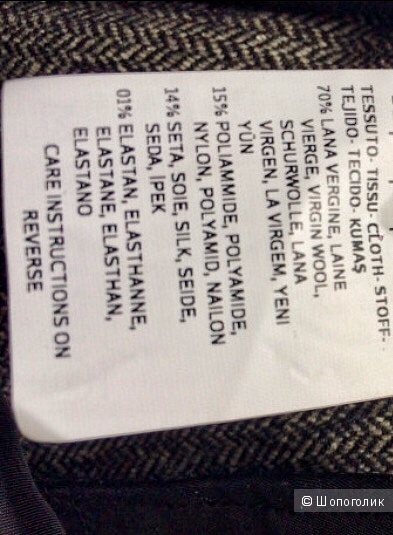 TESSUTO- TISSU- CLOTH- STOFF-
TEJIDO- TECIDO- KUMAŞ
70% LANA VERGINE, LAINE
VIERGE, VIRGIN WOOL,
SCHURWOLLE, LANA
VIRGEN, LA VIRGEM, YENI
YÜN
15% POLIAMMIDE, POLYAMIDE,
NYLON, POLYAMID, NAILON
14% SETA, SOIE, SILK, SEIDE,
SEDA, İPEK
01% ELASTAN, ELASTHANNE,
ELASTANE, ELASTHAN,
ELASTANO
CARE INSTRUCTIONS ON
REVERSE
© Шопоголик